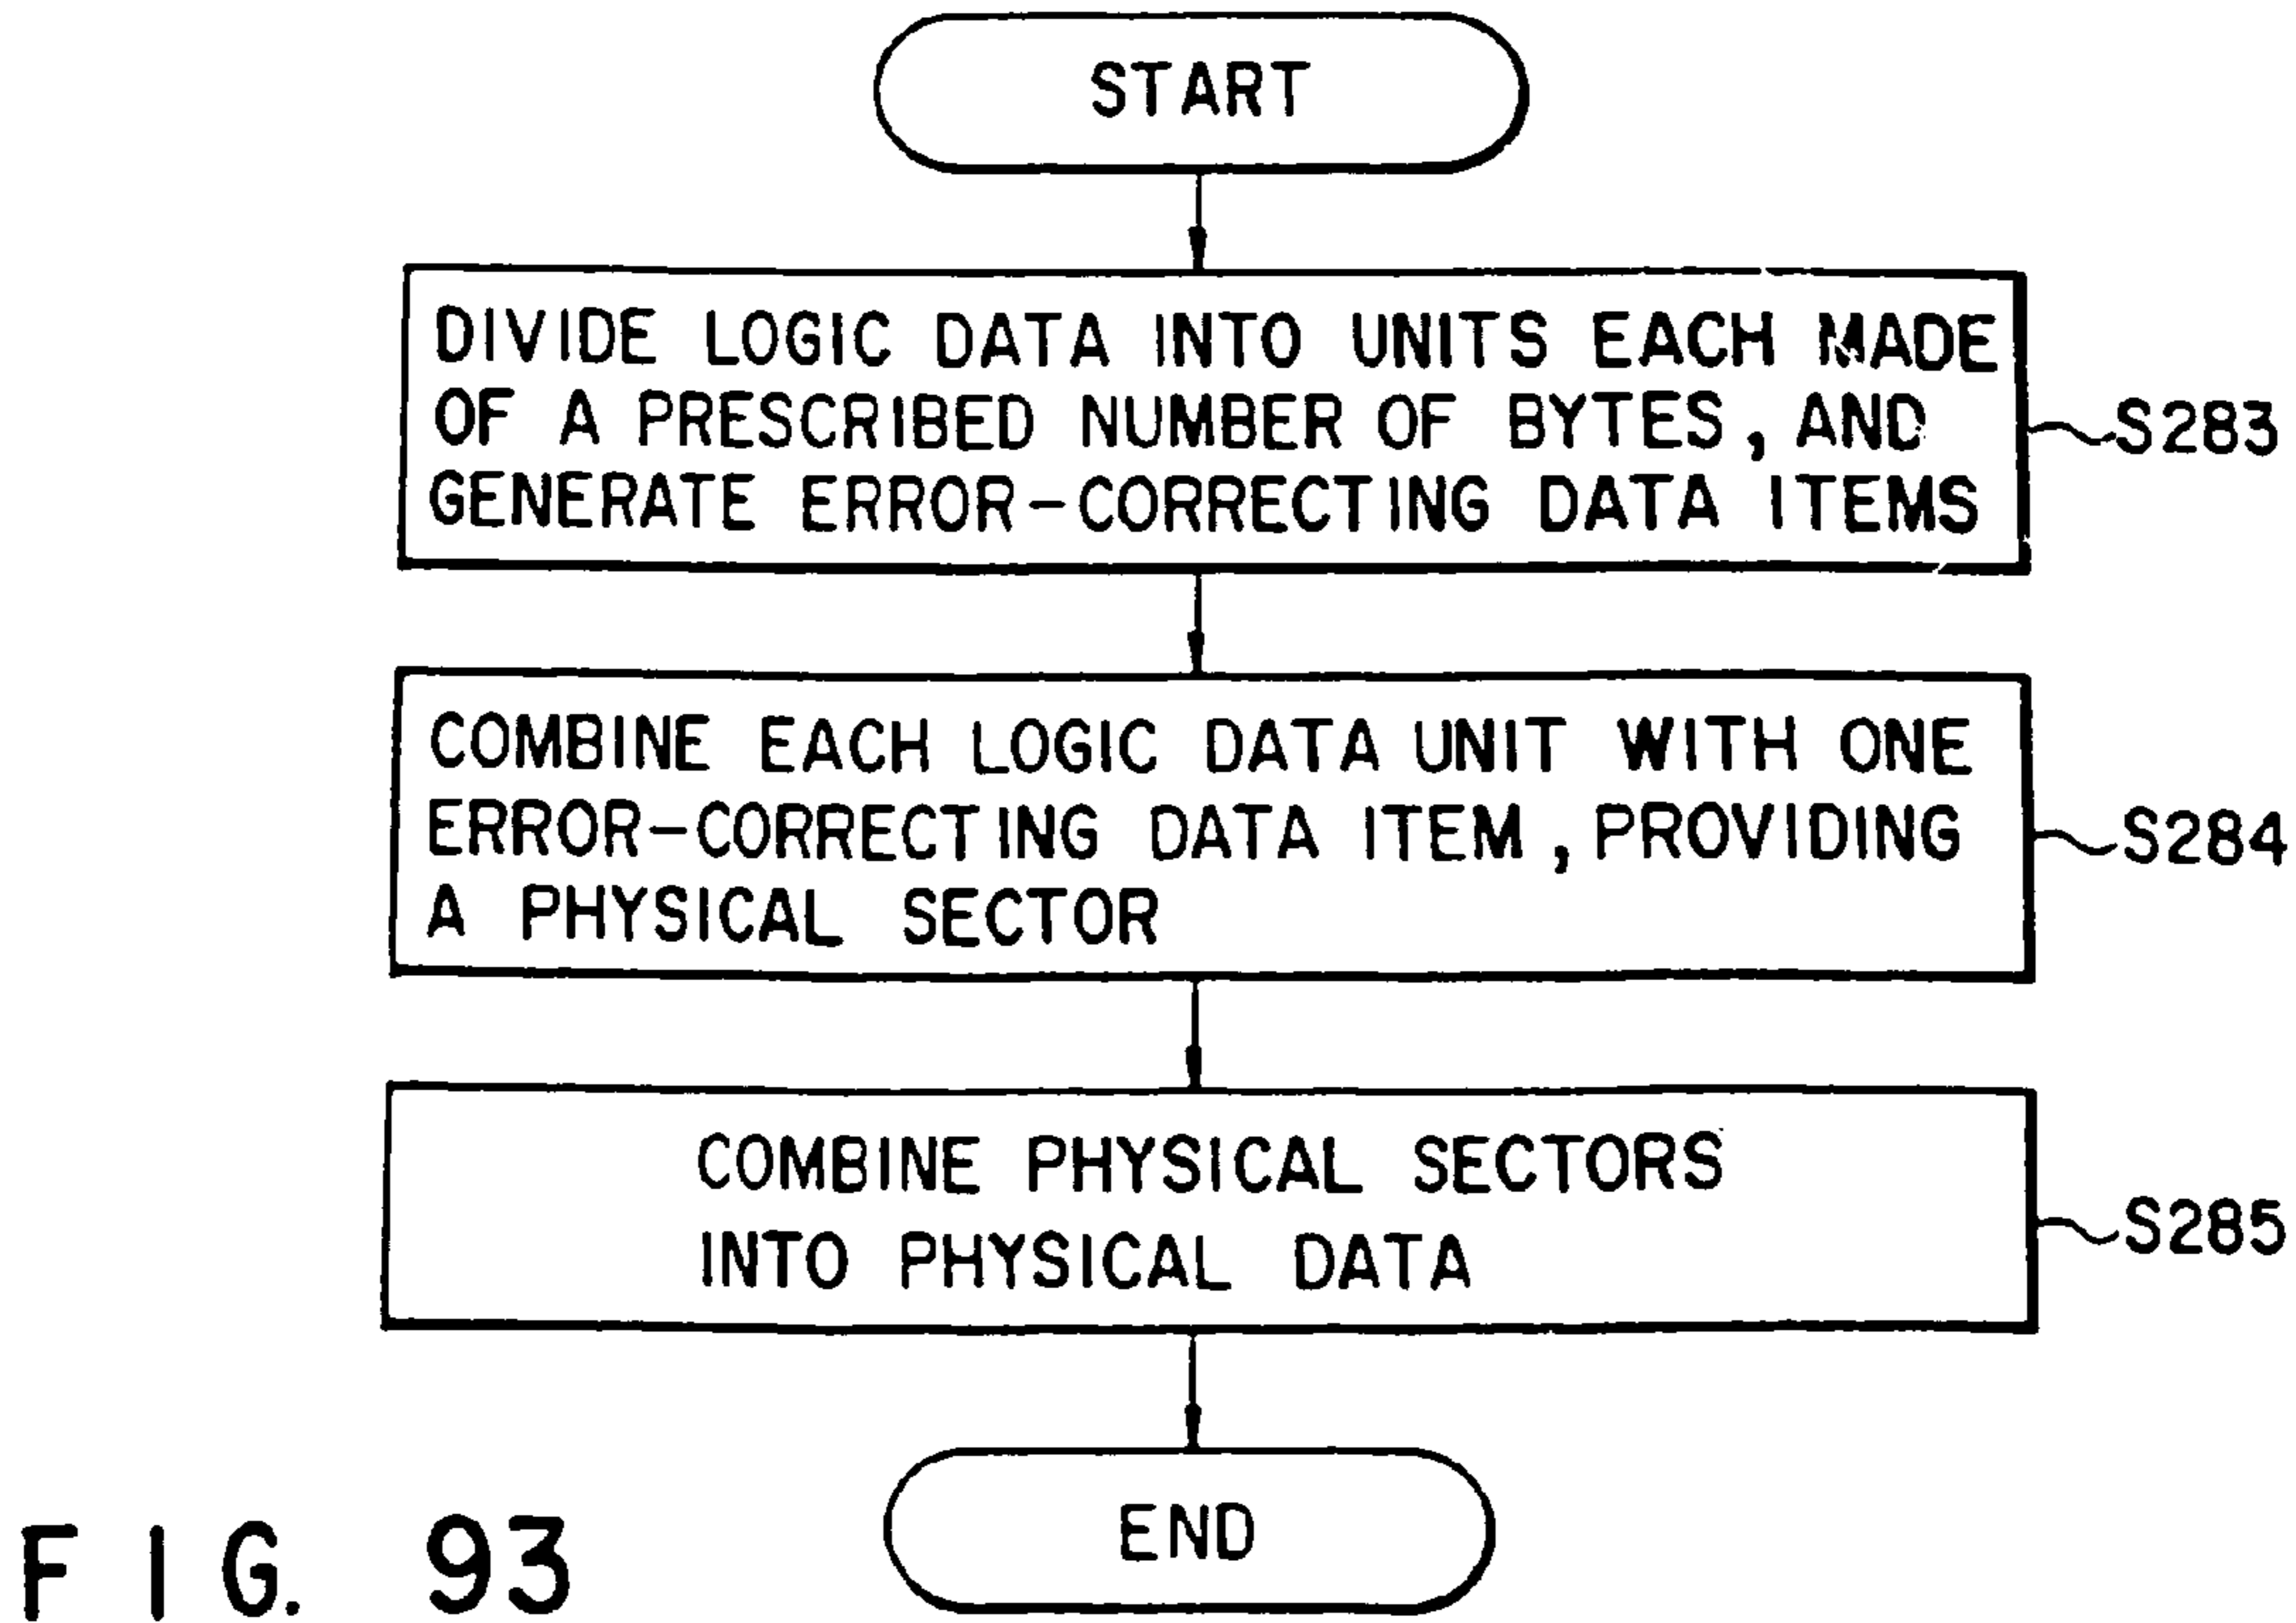 START
DIVIDE LOGIC DATA INTO UNITS EACH MADE
OF A PRESCRIBED NUMBER OF BYTES, AND
GENERATE ERROR-CORRECTING DATA ITEMS
S283
COMBINE EACH LOGIC DATA UNIT WITH ONE
ERROR-CORRECTING DATA ITEM, PROVIDING
A PHYSICAL SECTOR
S284
COMBINE PHYSICAL SECTORS
INTO PHYSICAL DATA
S285
END
FIG. 93